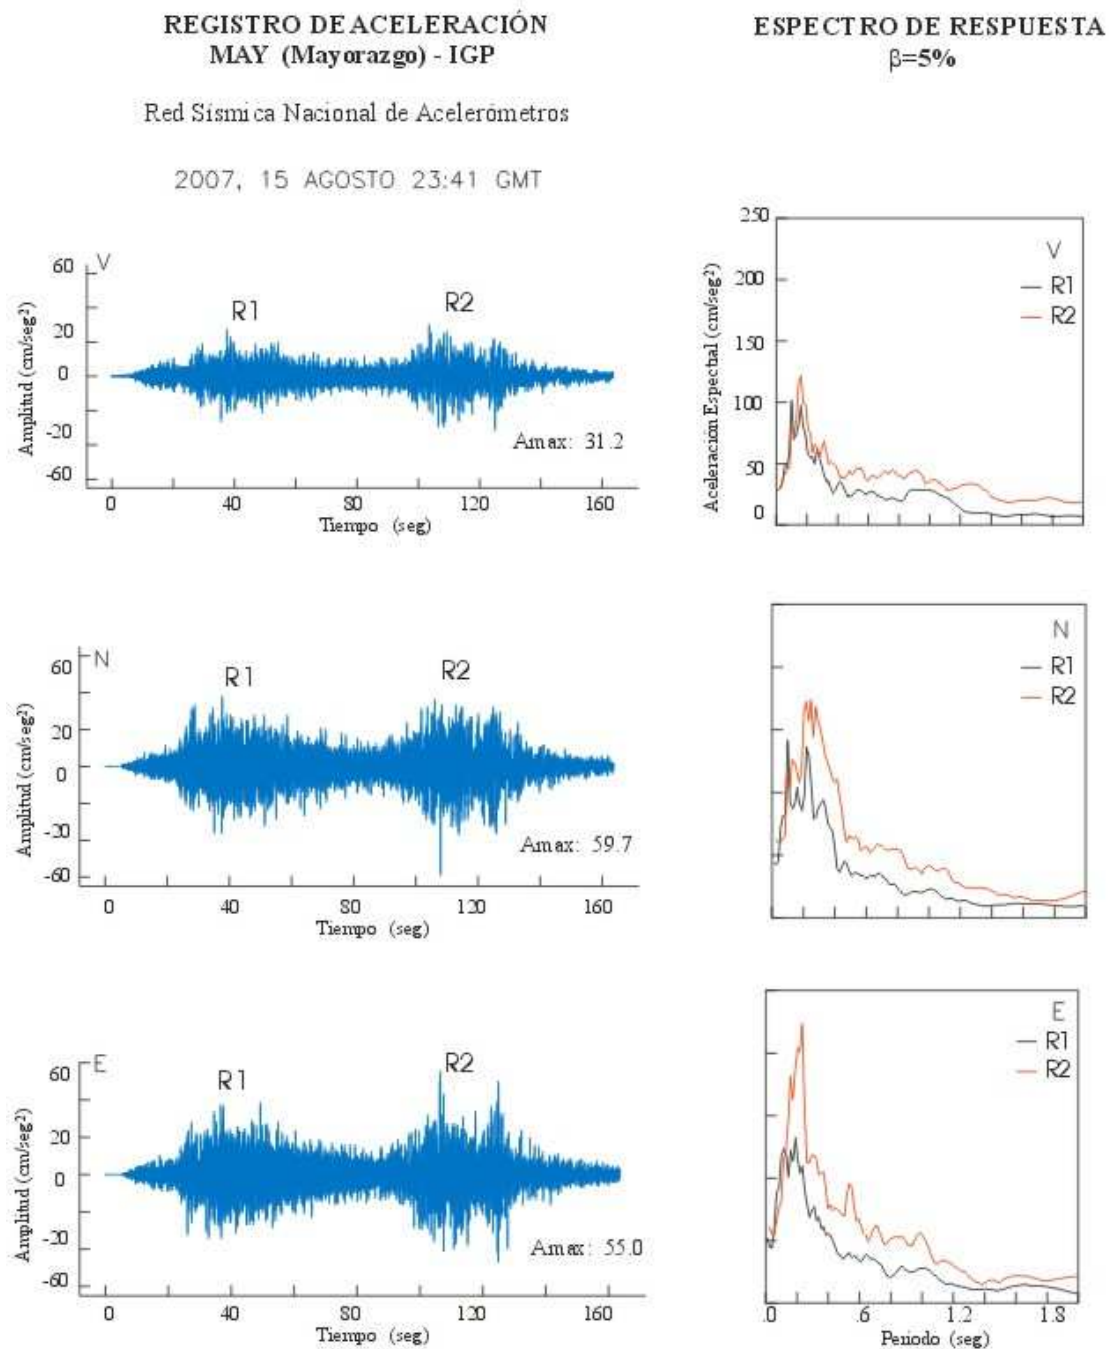 REGISTRO DE ACELERACIÓN
MAY (Mayorazgo) - IGP
Red Sísmica Nacional de Acelerómetros
2007, 15 AGOSTO 23:41 GMT
ESPECTRO DE RESPUESTA
β=5%
V
R1
R2
60
20
0
-20
-60
Amplitud (cm/seg²)
Amax: 31.2
0 40 80 120 160
Tiempo (seg)
250
200
150
100
50
0
Aceleración Espectral (cm/seg²)
V
R1
R2
N
R1
R2
60
20
0
-20
-60
Amplitud (cm/seg²)
Amax: 59.7
0 40 80 120 160
Tiempo (seg)
N
R1
R2
E
R1
R2
60
20
0
-20
-60
Amplitud (cm/seg²)
Amax: 55.0
0 40 80 120 160
Tiempo (seg)
E
R1
R2
.0 .6 1.2 1.8
Periodo (seg)